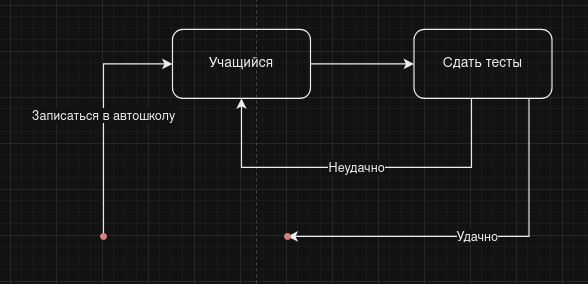 Учащийся
Сдать тесты
Записаться в автошколу
Неудачно
Удачно